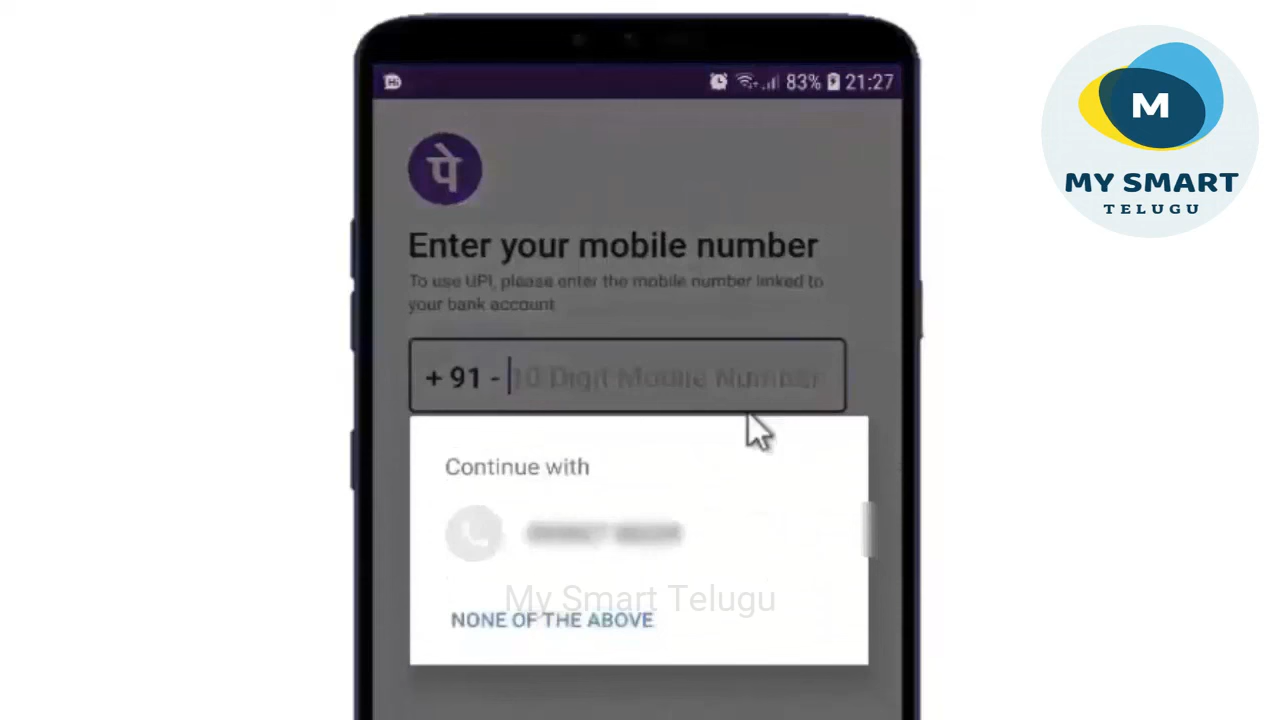 83% 21:27
M
MY SMART
TELUGU
पे
Enter your mobile number
To use UPI, please enter the mobile number linked to
your bank account
+ 91 - 10 Digit Mobile Number
Continue with
My Smart Telugu
NONE OF THE ABOVE